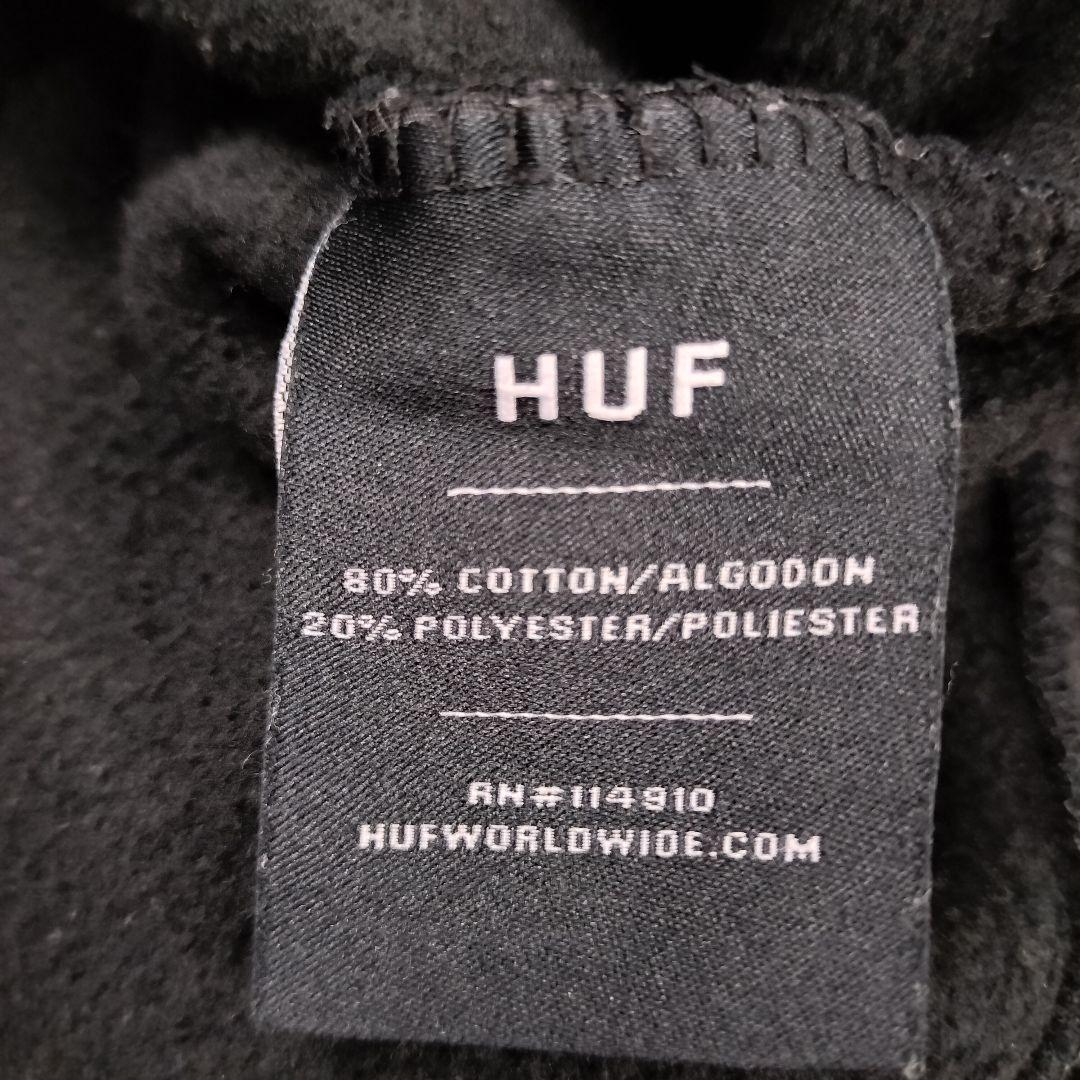 HUF
80% COTTON/ALGODON
20% POLYESTER/POLIESTER
RN#114910
HUFWORLDWIDE.COM